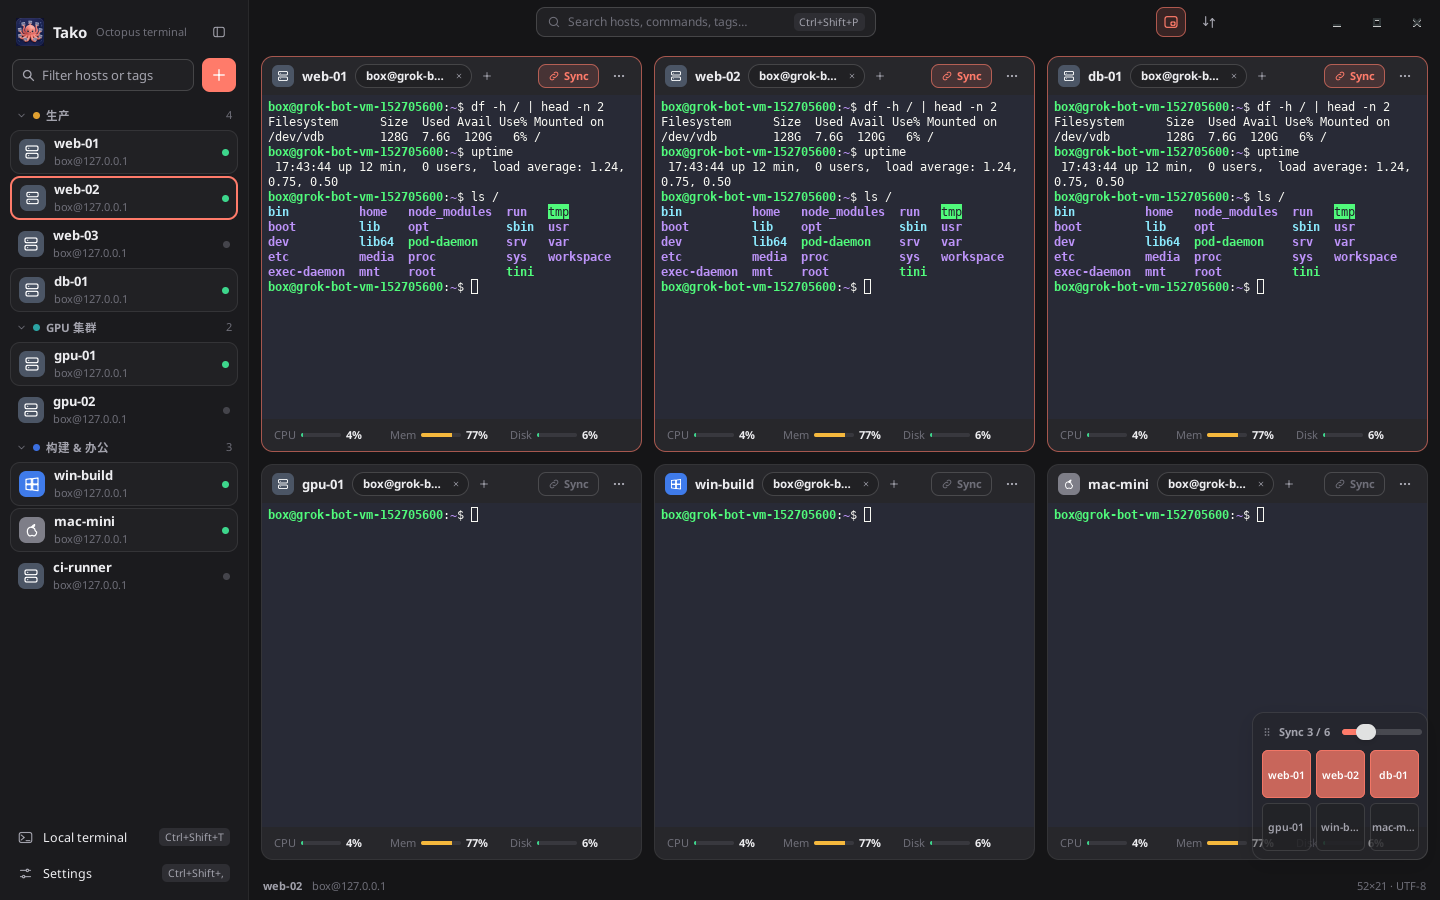 Tako Octopus terminal
Search hosts, commands, tags... Ctrl+Shift+P
Filter hosts or tags
生产 4
web-01
box@127.0.0.1
web-02
box@127.0.0.1
web-03
box@127.0.0.1
db-01
box@127.0.0.1
GPU 集群 2
gpu-01
box@127.0.0.1
gpu-02
box@127.0.0.1
构建 & 办公 3
win-build
box@127.0.0.1
mac-mini
box@127.0.0.1
ci-runner
box@127.0.0.1
Local terminal Ctrl+Shift+T
Settings Ctrl+Shift+,
web-01 box@grok-b... × + Sync ...
box@grok-bot-vm-152705600:~$ df -h / | head -n 2
Filesystem Size Used Avail Use% Mounted on
/dev/vdb 128G 7.6G 120G 6% /
box@grok-bot-vm-152705600:~$ uptime
17:43:44 up 12 min, 0 users, load average: 1.24,
0.75, 0.50
box@grok-bot-vm-152705600:~$ ls /
bin home node_modules run tmp
boot lib opt sbin usr
dev lib64 pod-daemon srv var
etc media proc sys workspace
exec-daemon mnt root tini
box@grok-bot-vm-152705600:~$
CPU 4% Mem 77% Disk 6%
web-02 box@grok-b... × + Sync ...
box@grok-bot-vm-152705600:~$ df -h / | head -n 2
Filesystem Size Used Avail Use% Mounted on
/dev/vdb 128G 7.6G 120G 6% /
box@grok-bot-vm-152705600:~$ uptime
17:43:44 up 12 min, 0 users, load average: 1.24,
0.75, 0.50
box@grok-bot-vm-152705600:~$ ls /
bin home node_modules run tmp
boot lib opt sbin usr
dev lib64 pod-daemon srv var
etc media proc sys workspace
exec-daemon mnt root tini
box@grok-bot-vm-152705600:~$
CPU 4% Mem 77% Disk 6%
db-01 box@grok-b... × + Sync ...
box@grok-bot-vm-152705600:~$ df -h / | head -n 2
Filesystem Size Used Avail Use% Mounted on
/dev/vdb 128G 7.6G 120G 6% /
box@grok-bot-vm-152705600:~$ uptime
17:43:44 up 12 min, 0 users, load average: 1.24,
0.75, 0.50
box@grok-bot-vm-152705600:~$ ls /
bin home node_modules run tmp
boot lib opt sbin usr
dev lib64 pod-daemon srv var
etc media proc sys workspace
exec-daemon mnt root tini
box@grok-bot-vm-152705600:~$
CPU 4% Mem 77% Disk 6%
gpu-01 box@grok-b... × + Sync ...
box@grok-bot-vm-152705600:~$
CPU 4% Mem 77% Disk 6%
win-build box@grok-b... × + Sync ...
box@grok-bot-vm-152705600:~$
CPU 4% Mem 77% Disk 6%
mac-mini box@grok-b... × + Sync ...
box@grok-bot-vm-152705600:~$
CPU 4% Mem 77% 6%
Sync 3 / 6
web-01 web-02 db-01
gpu-01 win-b... mac-m...
web-02 box@127.0.0.1
52×21 · UTF-8